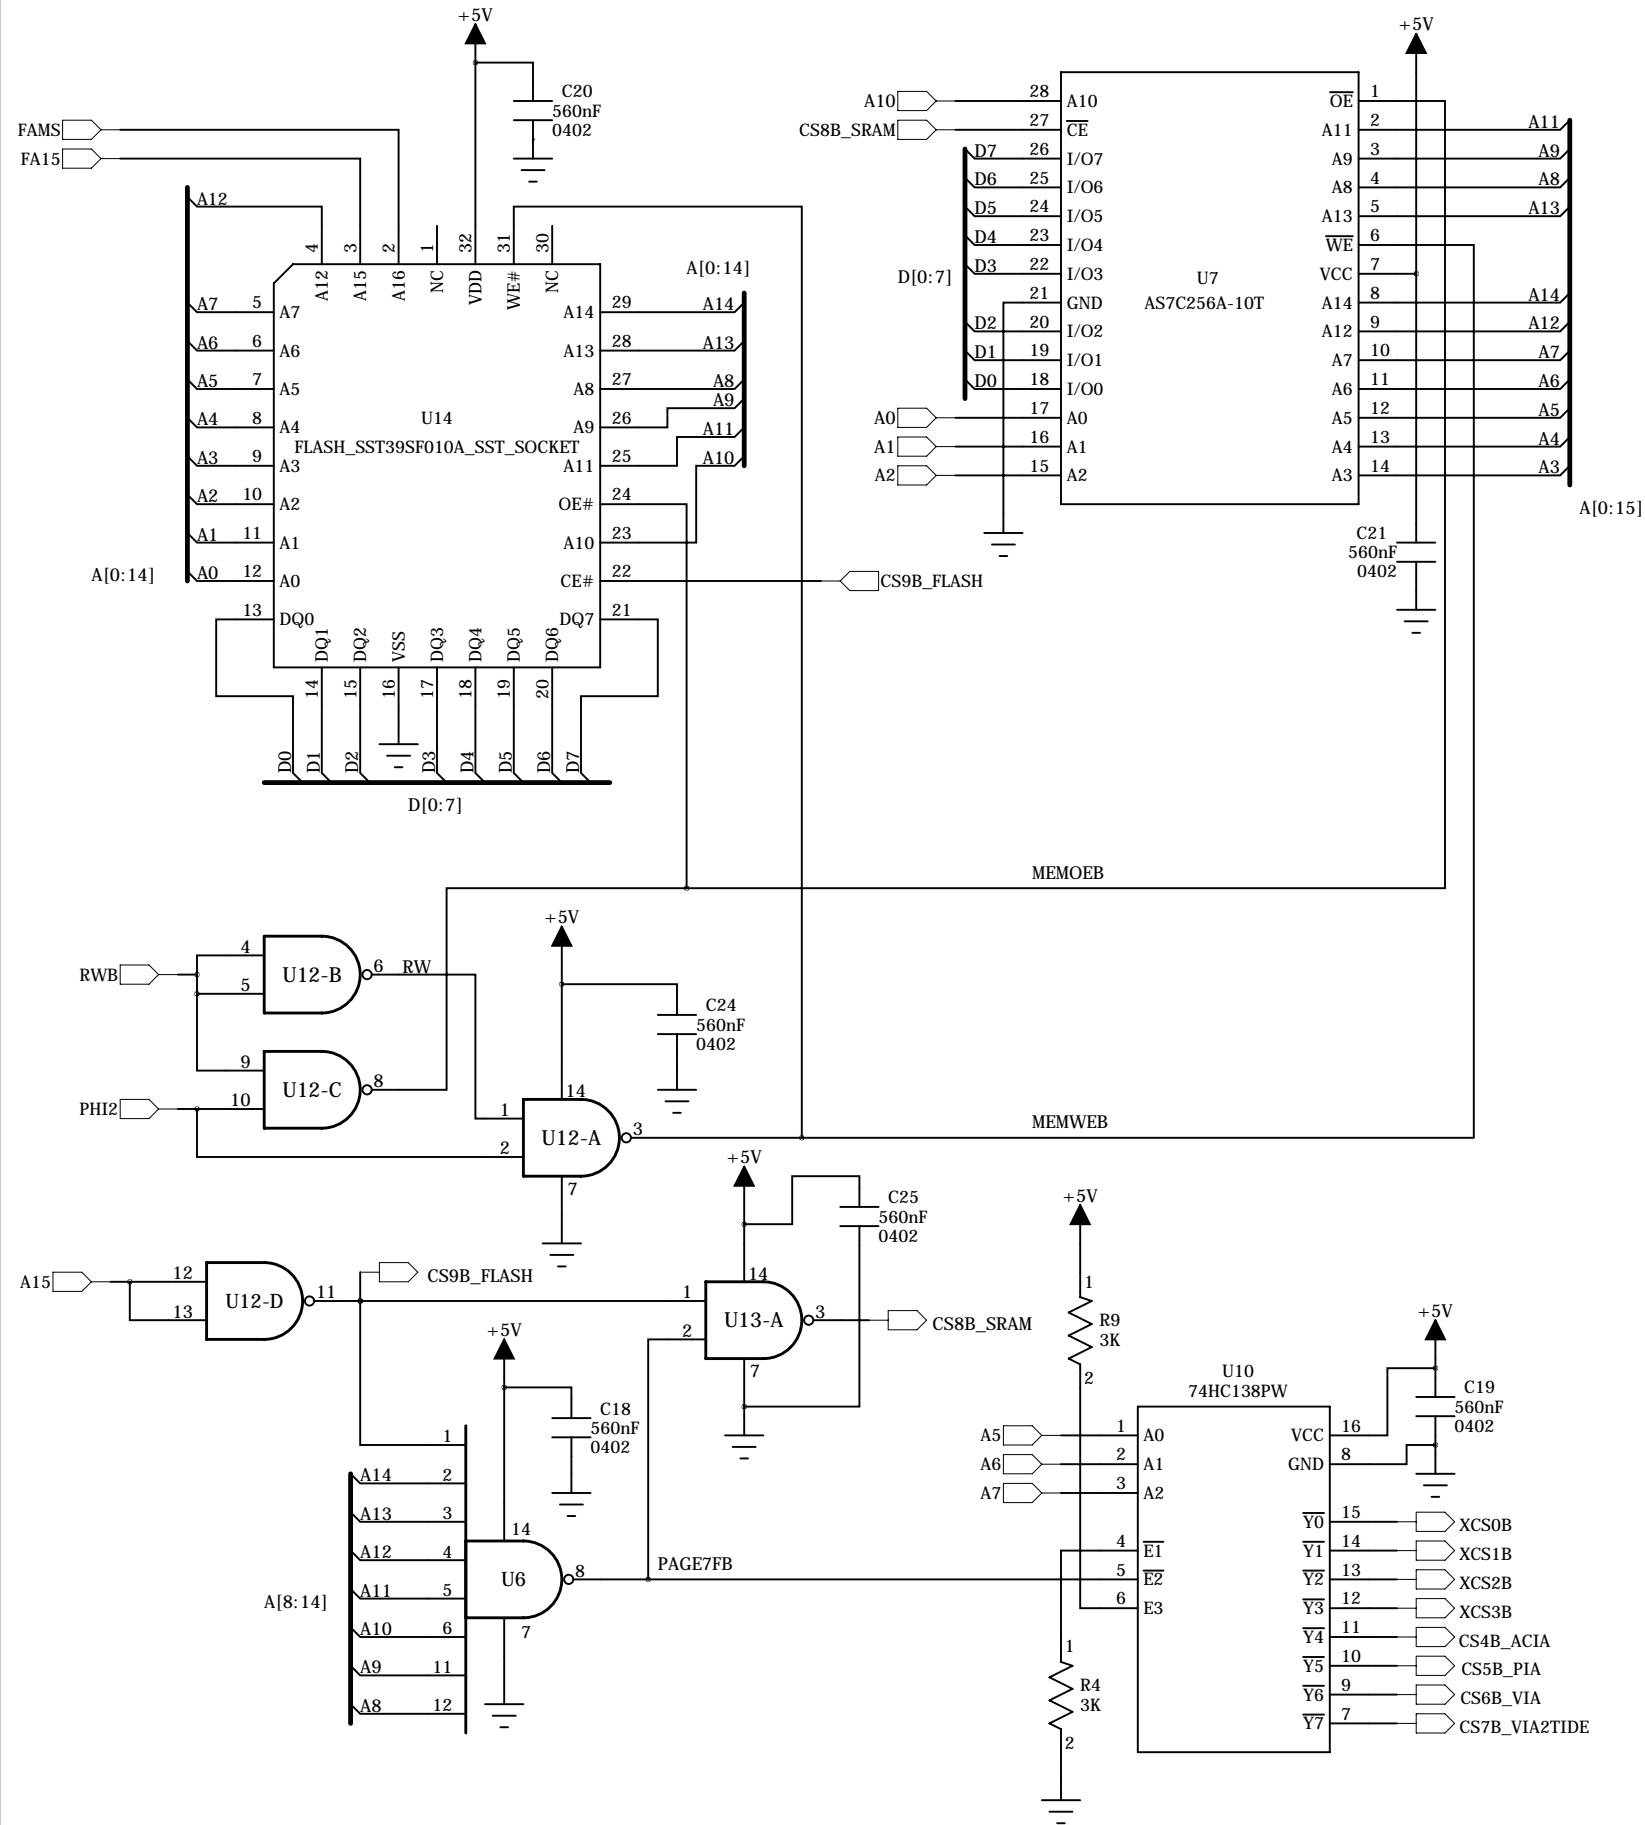 +5V
C20
560nF
0402
FAMS
FA15
A12
4
3
2
1
32
31
30
A12
A15
A16
NC
VDD
WE#
NC
A[0:14]
A7 5 A7
A6 6 A6
A5 7 A5
A4 8 A4
A3 9 A3
A2 10 A2
A1 11 A1
A0 12 A0
13 DQ0
A[0:14]
U14
FLASH_SST39SF010A_SST_SOCKET
A14 29 A14
A13 28 A13
A8 27 A8
A9 26 A9
A11 25 A11
OE# 24
A10 23 A10
CE# 22
CS9B_FLASH
DQ7 21
DQ1
DQ2
VSS
DQ3
DQ4
DQ5
DQ6
14
15
16
17
18
19
20
D0
D1
D2
D3
D4
D5
D6
D7
D[0:7]
+5V
A10 28 A10
CS8B_SRAM 27 CE
D7 26 I/O7
D6 25 I/O6
D5 24 I/O5
D4 23 I/O4
D3 22 I/O3
D[0:7]
21 GND
D2 20 I/O2
D1 19 I/O1
D0 18 I/O0
A0 17 A0
A1 16 A1
A2 15 A2
U7
AS7C256A-10T
OE 1
A11 2 A11
A9 3 A9
A8 4 A8
A13 5 A13
WE 6
VCC 7
A14 8 A14
A12 9 A12
A7 10 A7
A6 11 A6
A5 12 A5
A4 13 A4
A3 14 A3
A[0:15]
C21
560nF
0402
MEMOEB
RWB
4
5
U12-B
6
RW
9
10
U12-C
8
PHI2
+5V
C24
560nF
0402
14
1
2
U12-A
3
7
MEMWEB
A15
12
13
U12-D
11
CS9B_FLASH
+5V
C25
560nF
0402
14
1
2
U13-A
3
7
CS8B_SRAM
+5V
C18
560nF
0402
1
A14 2
A13 3
A12 4
A11 5
A10 6
A9 11
A8 12
A[8:14]
14
U6
8
7
PAGE7FB
+5V
1
R9
3K
2
1
R4
3K
2
U10
74HC138PW
A5 1 A0
A6 2 A1
A7 3 A2
4 E1
5 E2
6 E3
+5V
C19
560nF
0402
VCC 16
GND 8
Y0 15 XCS0B
Y1 14 XCS1B
Y2 13 XCS2B
Y3 12 XCS3B
Y4 11 CS4B_ACIA
Y5 10 CS5B_PIA
Y6 9 CS6B_VIA
Y7 7 CS7B_VIA2TIDE